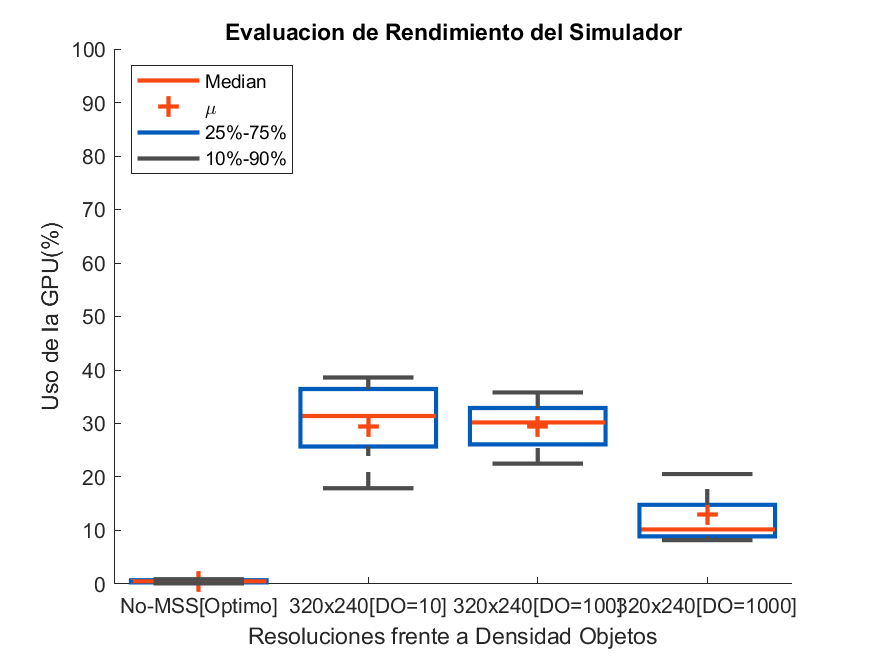 Evaluacion de Rendimiento del Simulador
Median
μ
25%-75%
10%-90%
Uso de la GPU(%)
100
90
80
70
60
50
40
30
20
10
0
No-MSS[Optimo] 320x240[DO=10] 320x240[DO=100] 320x240[DO=1000]
Resoluciones frente a Densidad Objetos